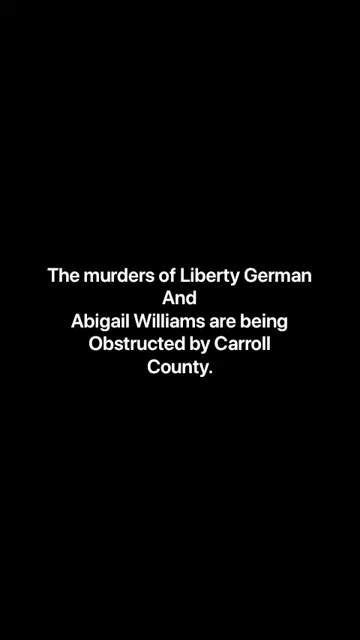 The murders of Liberty German
And
Abigail Williams are being
Obstructed by Carroll
County.